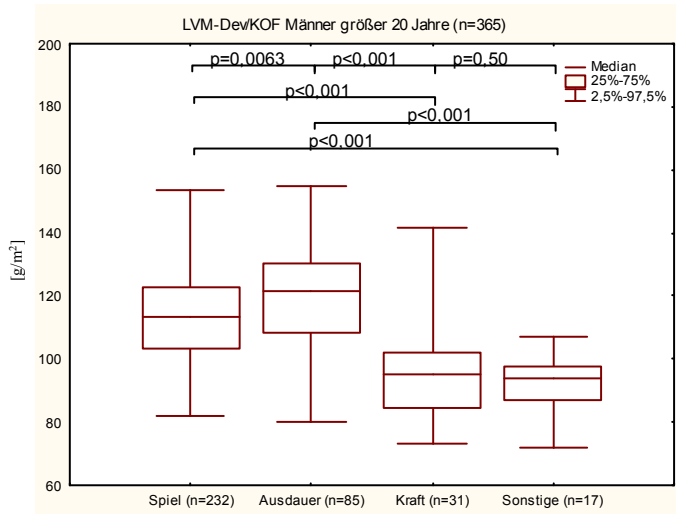 LVM-Dev/KOF Männer größer 20 Jahre (n=365)
200
180
160
140
120
100
80
60
[g/m²]
p=0,0063 p<0,001 p=0,50
p<0,001
p<0,001
p<0,001
Median
25%-75%
2,5%-97,5%
Spiel (n=232) Ausdauer (n=85) Kraft (n=31) Sonstige (n=17)